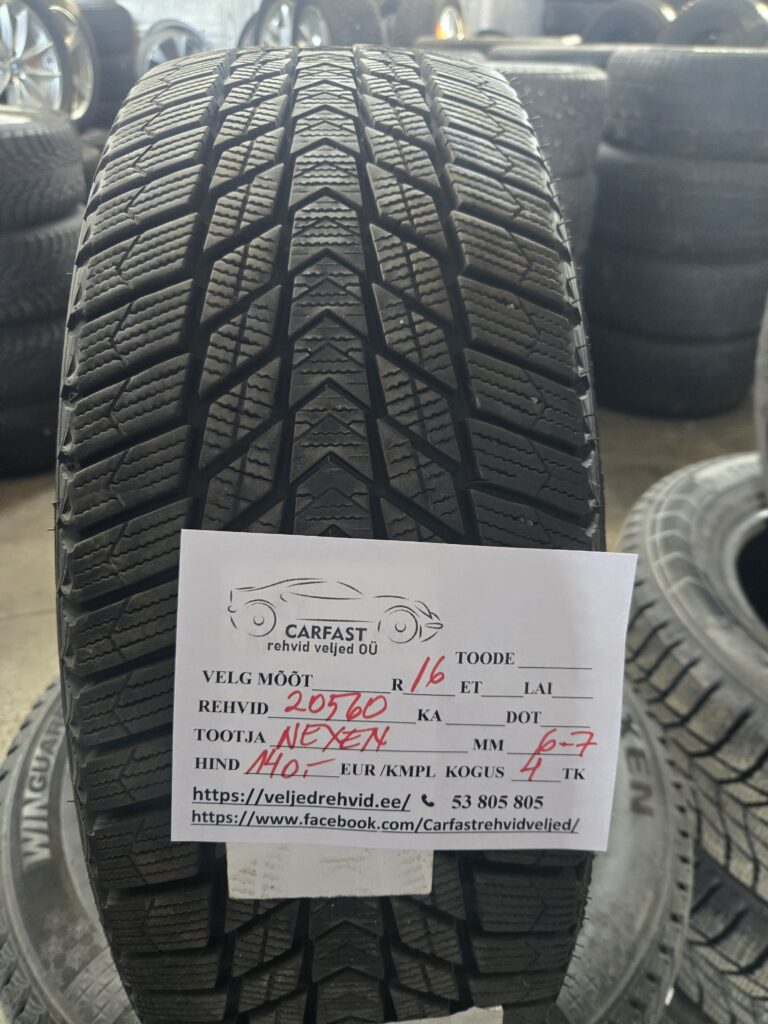 CARFAST
rehvid veljed OÜ
TOODE
VELG MÕÕT R 16 ET LAI
REHVID 20560 KA DOT
TOOTJA NEXEN MM 6-7
HIND 140.- EUR /KMPL KOGUS 4 TK
https://veljedrehvid.ee/ 53 805 805
https://www.facebook.com/Carfastrehvidveljed/
WINGUARD